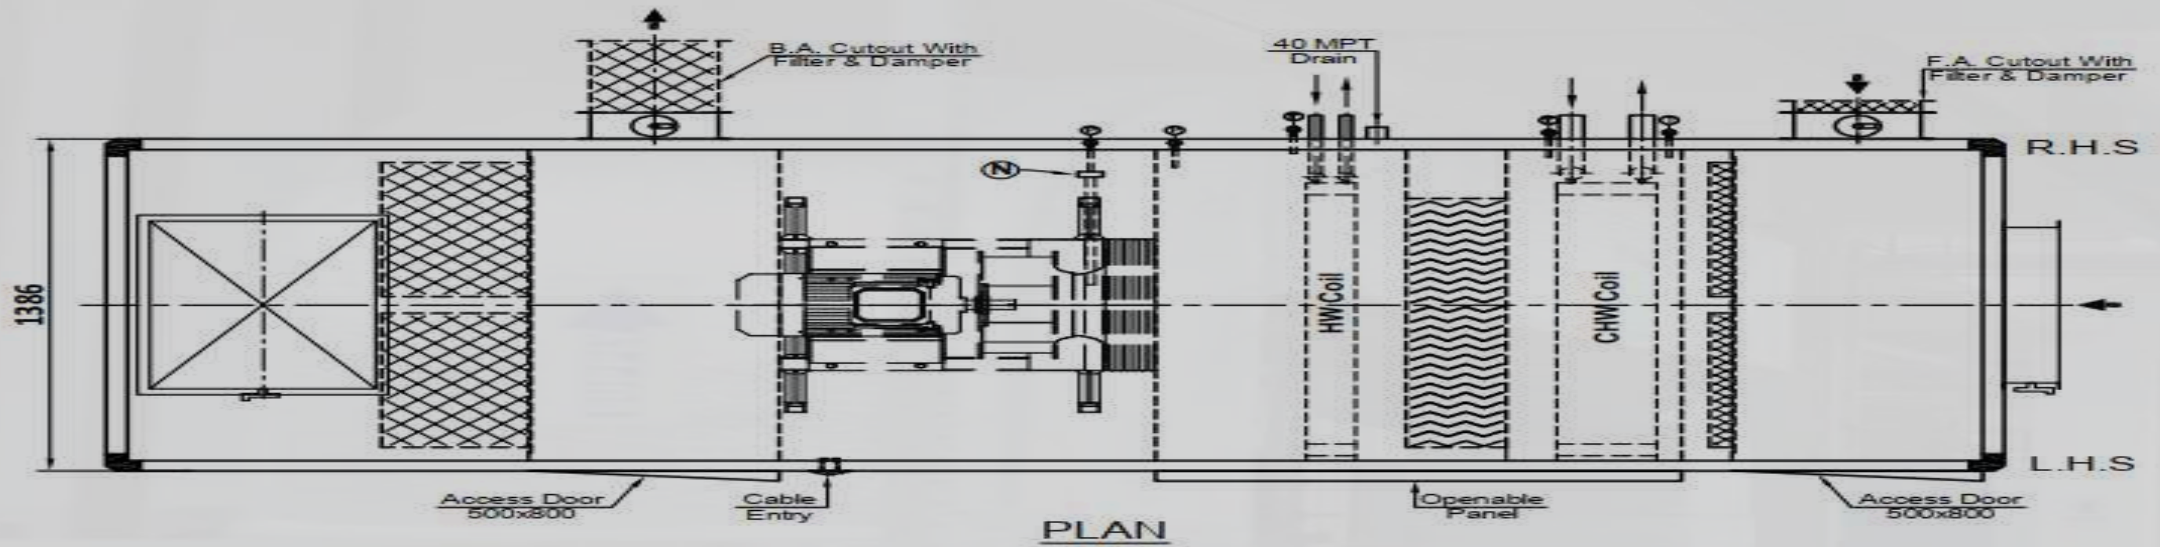 B.A. Cutout With
Filter & Damper
40 MPT
Drain
F.A. Cutout With
Filter & Damper
R.H.S
N
1386
HWCoil
CHWCoil
L.H.S
Access Door
500x800
Cable
Entry
Openable
Panel
Access Door
500x800
PLAN